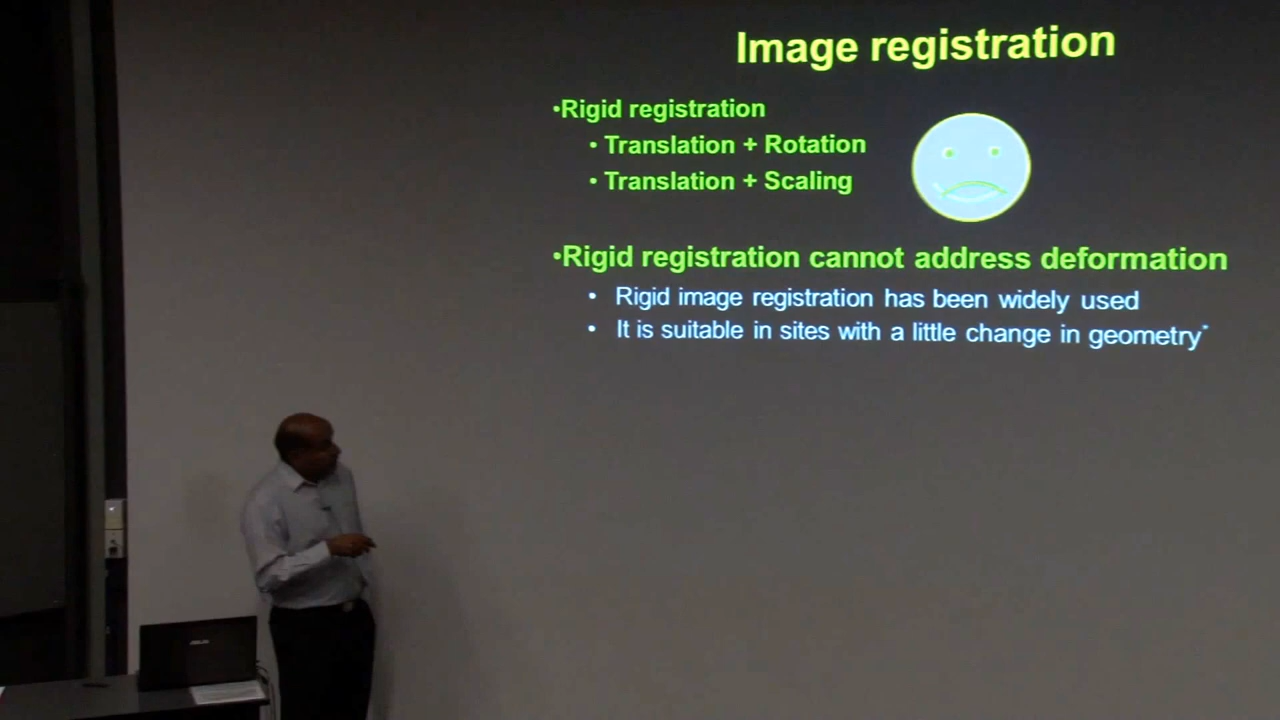 Image registration
•Rigid registration
• Translation + Rotation
• Translation + Scaling
•Rigid registration cannot address deformation
• Rigid image registration has been widely used
• It is suitable in sites with a little change in geometry*
ASUS